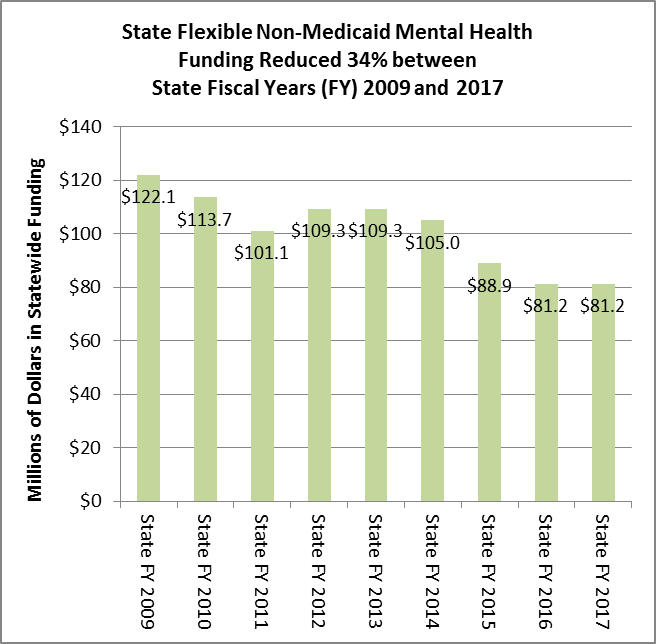 State Flexible Non-Medicaid Mental Health
Funding Reduced 34% between
State Fiscal Years (FY) 2009 and 2017
Millions of Dollars in Statewide Funding
$140
$120
$100
$80
$60
$40
$20
$0
$122.1
$113.7
$101.1
$109.3
$109.3
$105.0
$88.9
$81.2
$81.2
State FY 2009
State FY 2010
State FY 2011
State FY 2012
State FY 2013
State FY 2014
State FY 2015
State FY 2016
State FY 2017